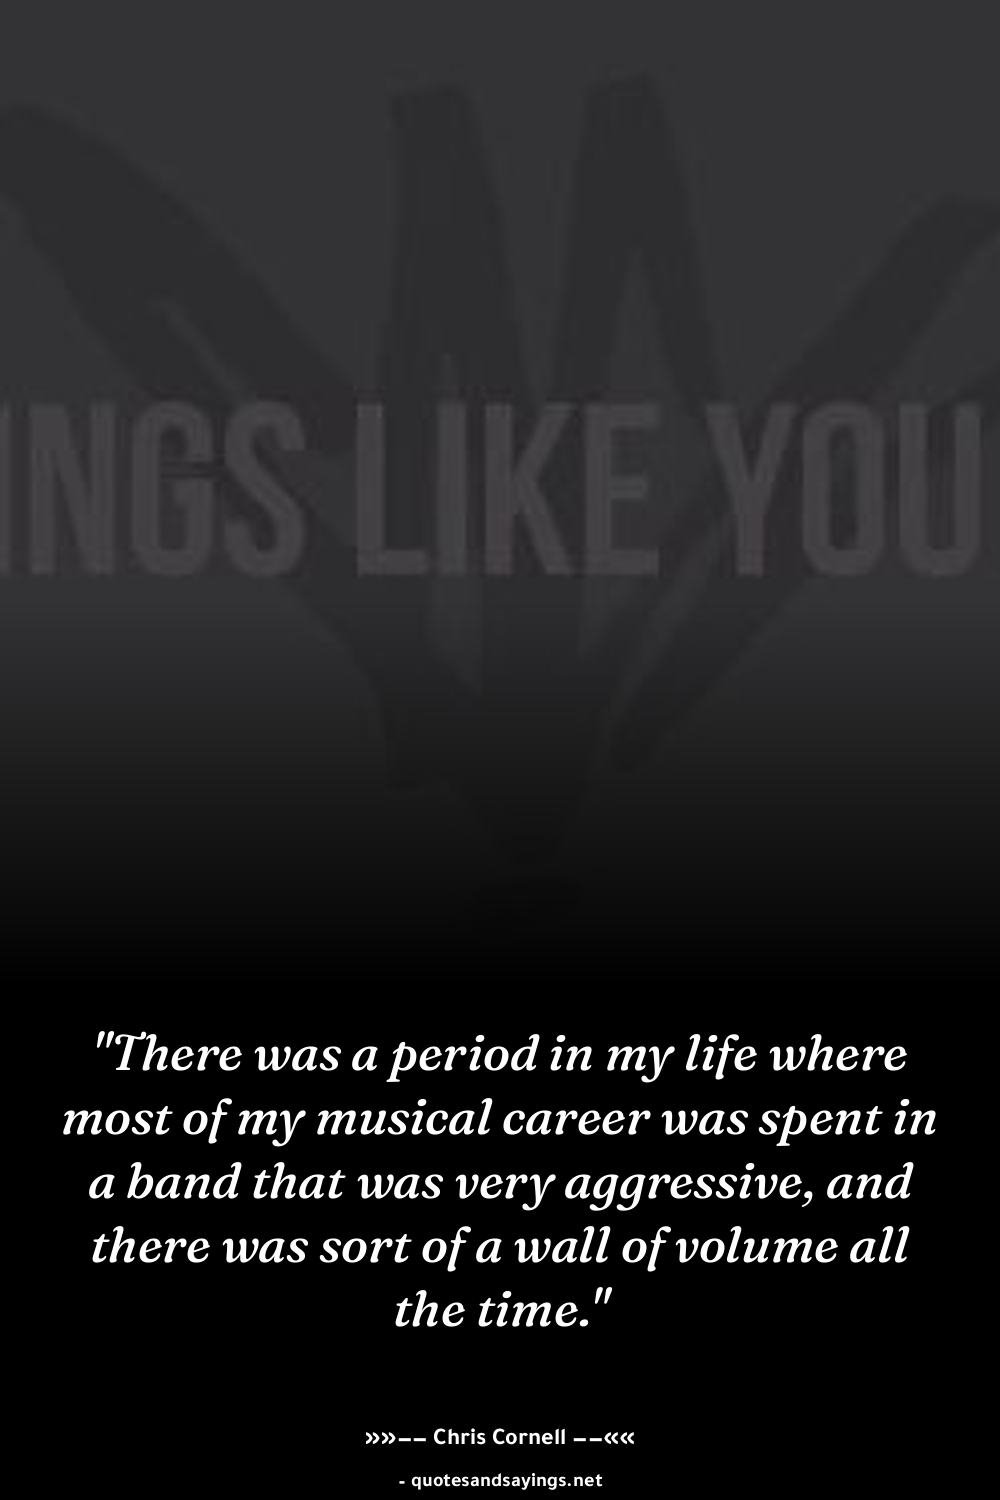 INGS LIKE YOU
"There was a period in my life where
most of my musical career was spent in
a band that was very aggressive, and
there was sort of a wall of volume all
the time."
»»−− Chris Cornell −−««
- quotesandsayings.net